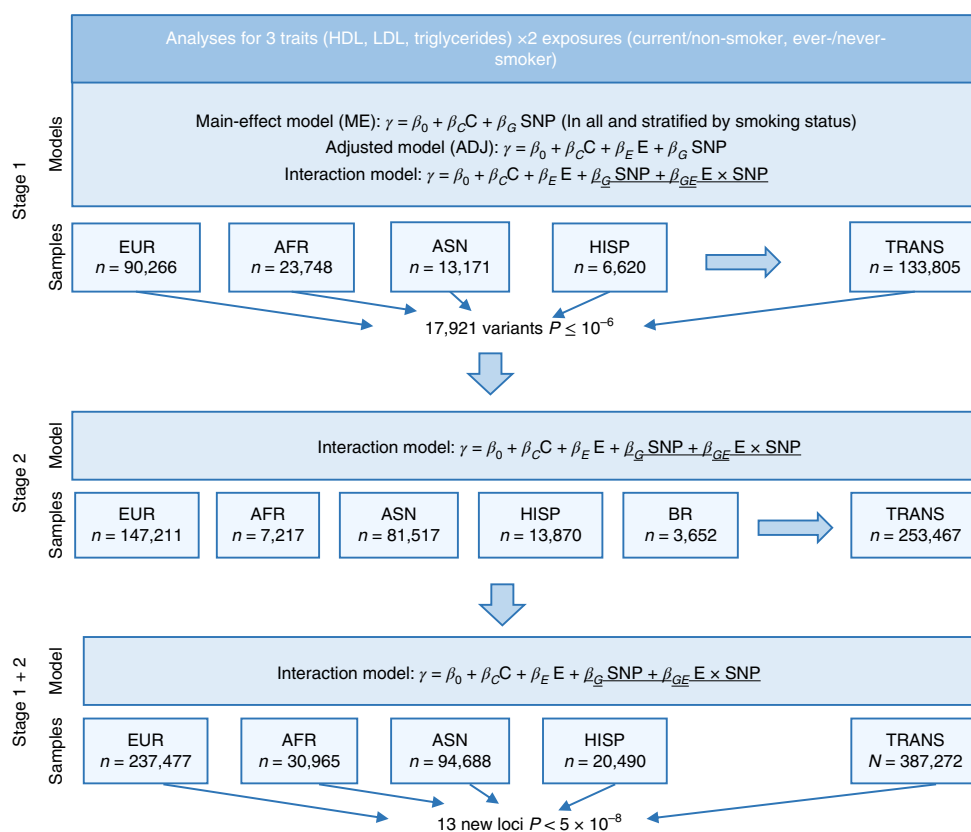 Analyses for 3 traits (HDL, LDL, triglycerides) ×2 exposures (current/non-smoker, ever-/never-
smoker)
Stage 1
Models
Main-effect model (ME): γ = β0 + βCC + βG SNP (In all and stratified by smoking status)
Adjusted model (ADJ): γ = β0 + βCC + βE E + βG SNP
Interaction model: γ = β0 + βCC + βE E + βG SNP + βGE E × SNP
Samples
EUR
n = 90,266
AFR
n = 23,748
ASN
n = 13,171
HISP
n = 6,620
TRANS
n = 133,805
17,921 variants P ≤ 10⁻⁶
Stage 2
Model
Interaction model: γ = β0 + βCC + βE E + βG SNP + βGE E × SNP
Samples
EUR
n = 147,211
AFR
n = 7,217
ASN
n = 81,517
HISP
n = 13,870
BR
n = 3,652
TRANS
n = 253,467
Stage 1 + 2
Model
Interaction model: γ = β0 + βCC + βE E + βG SNP + βGE E × SNP
Samples
EUR
n = 237,477
AFR
n = 30,965
ASN
n = 94,688
HISP
n = 20,490
TRANS
N = 387,272
13 new loci P < 5 × 10⁻⁸